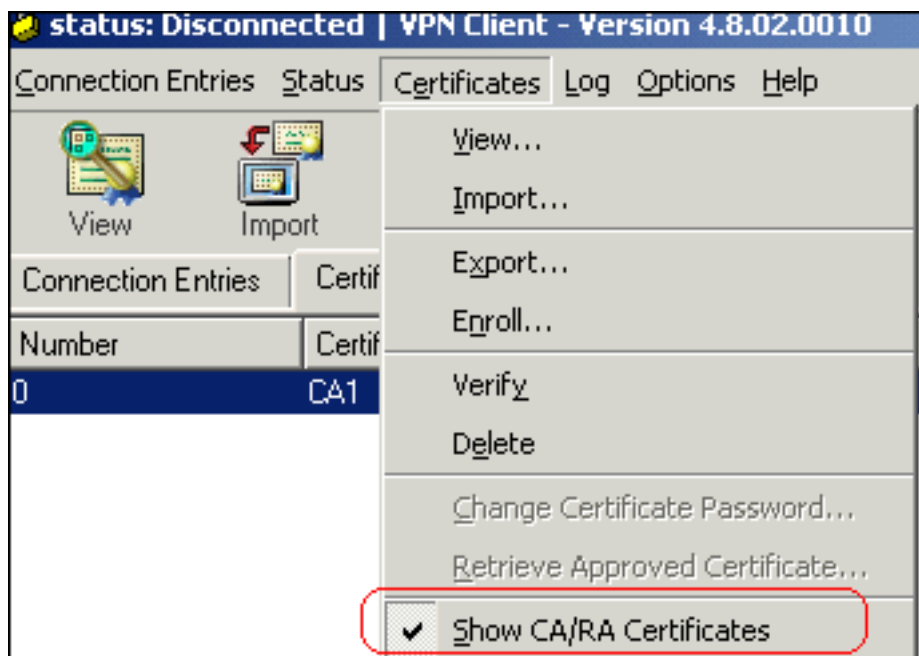 status: Disconnected | VPN Client - Version 4.8.02.0010
Connection Entries Status Certificates Log Options Help
View Import
Connection Entries Certif
Number Certif
0 CA1
View...
Import...
Export...
Enroll...
Verify
Delete
Change Certificate Password...
Retrieve Approved Certificate...
Show CA/RA Certificates